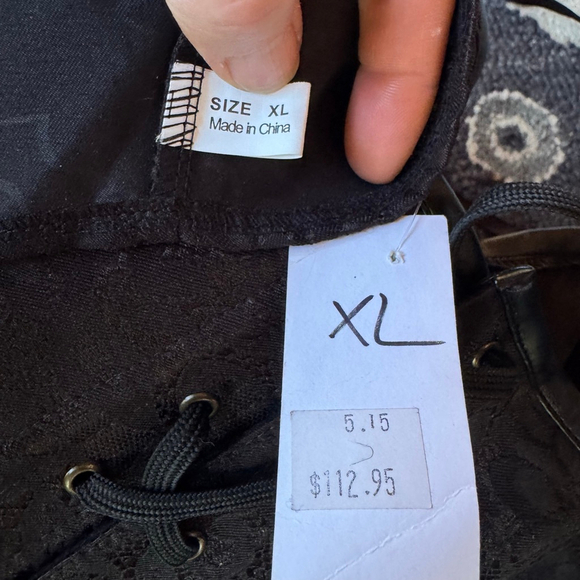 SIZE XL
Made in China
XL
5.15
$112.95